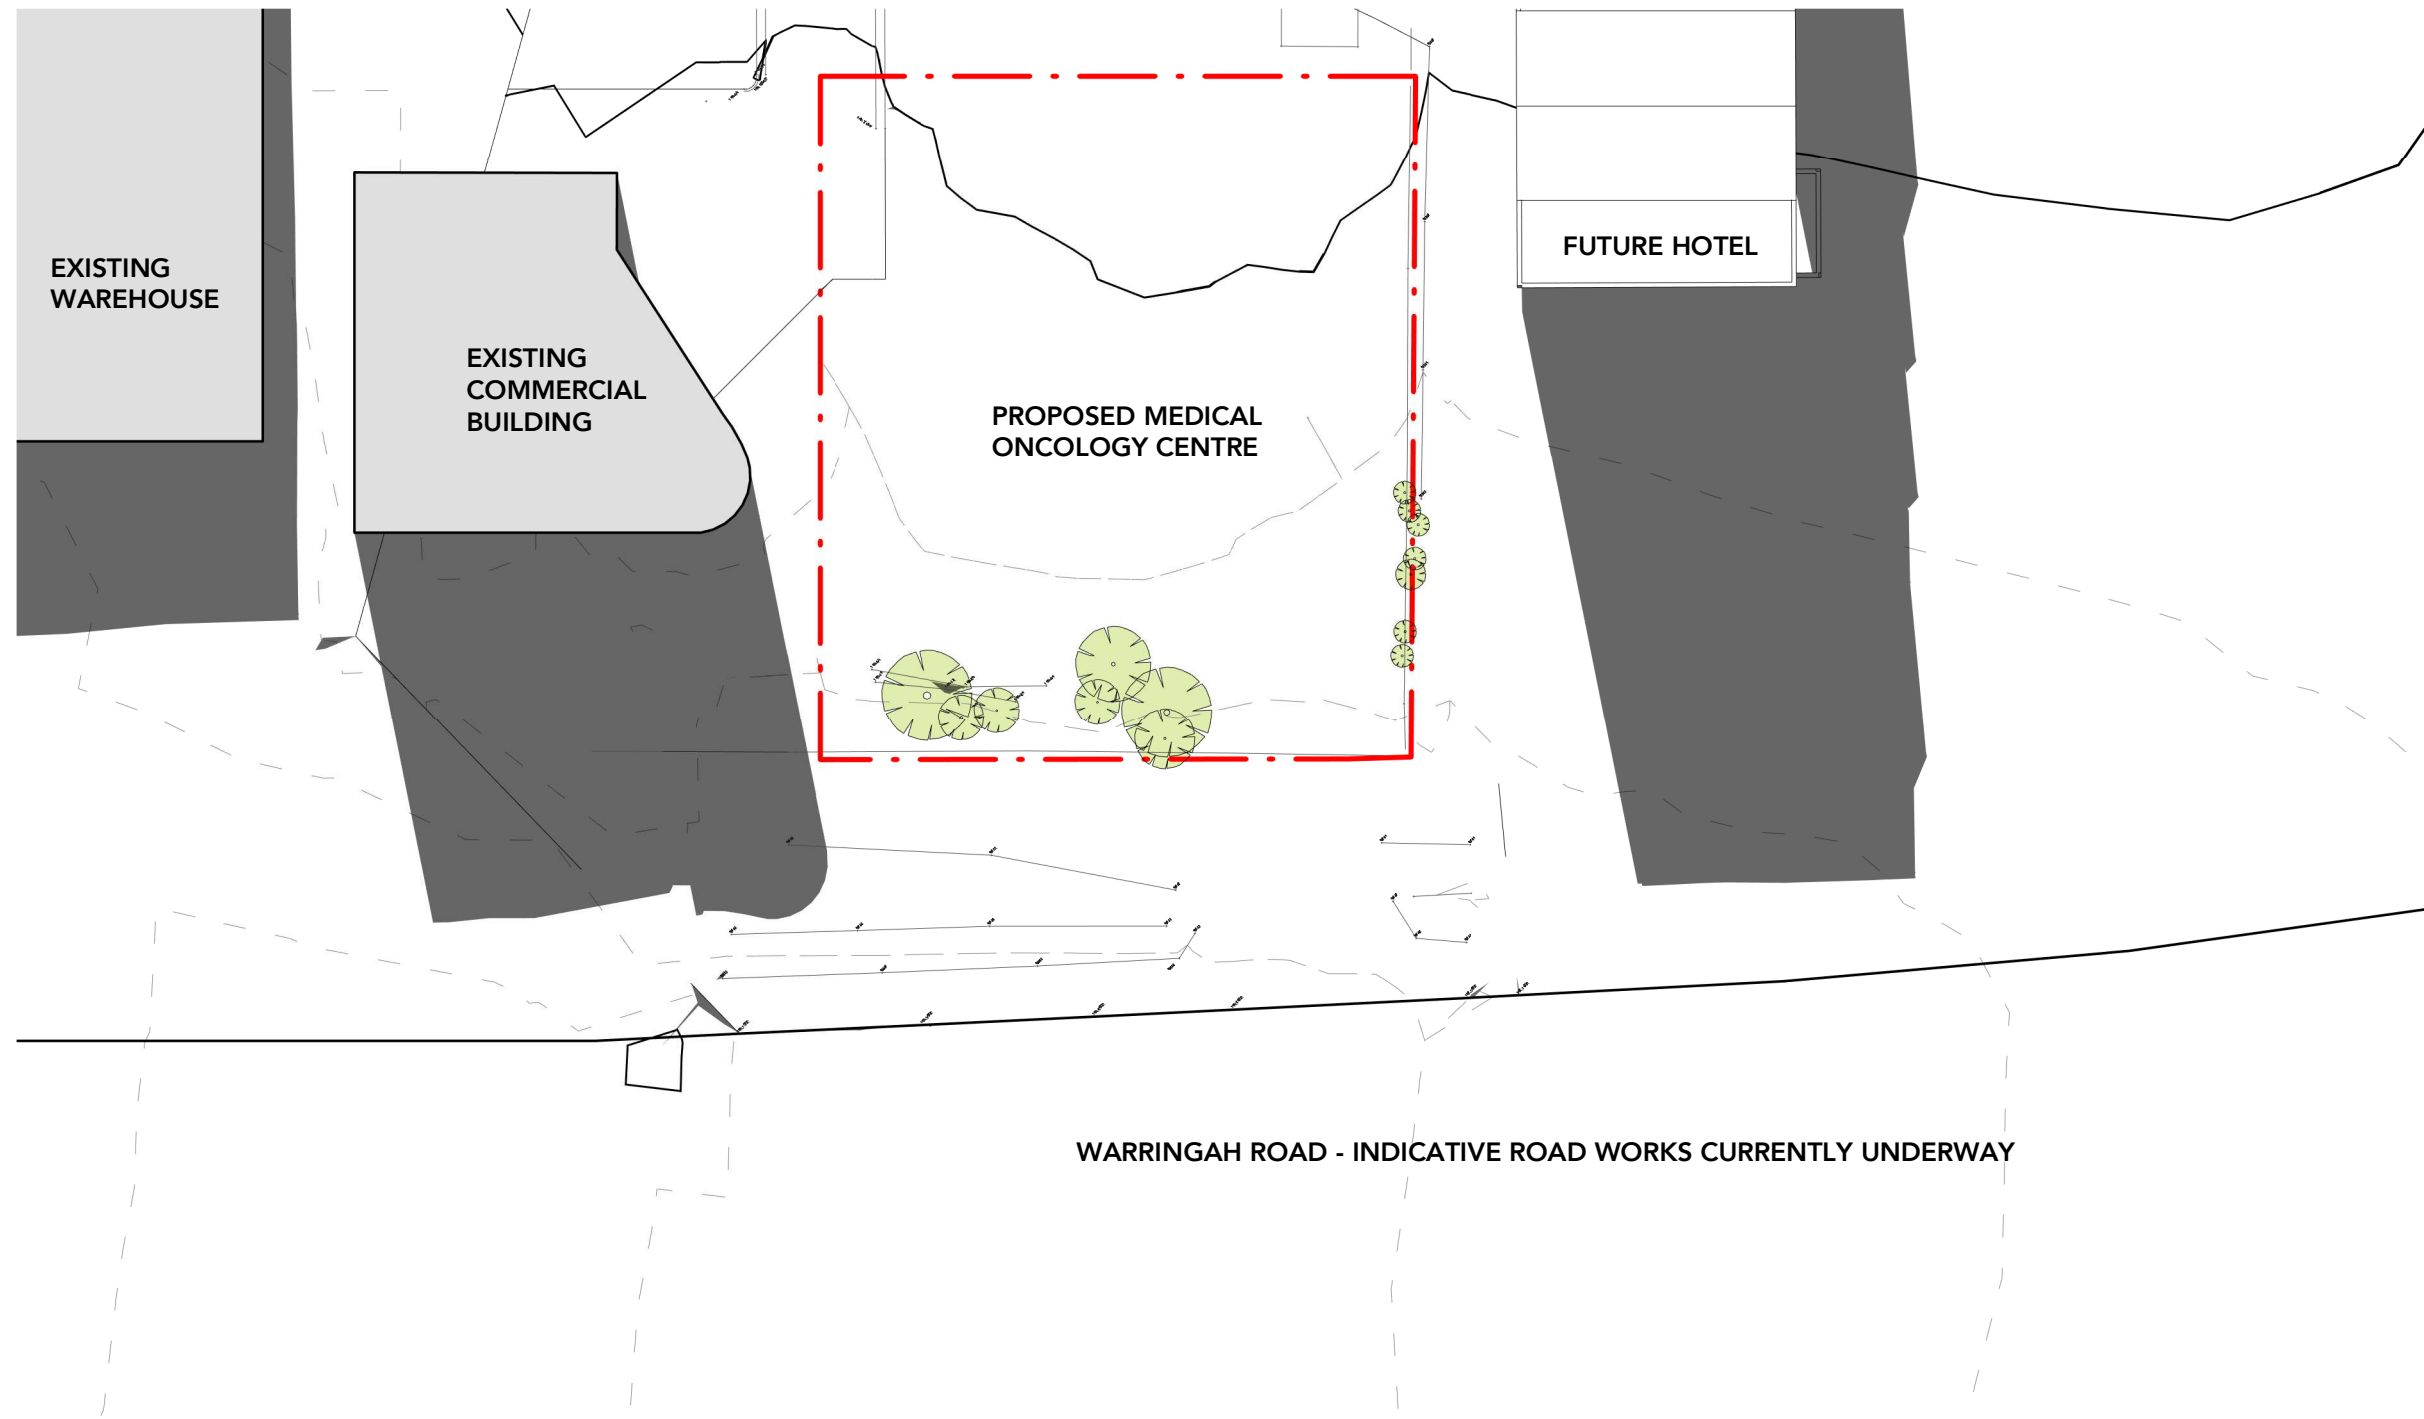 FUTURE HOTEL
EXISTING
WAREHOUSE
EXISTING
COMMERCIAL
BUILDING
PROPOSED MEDICAL
ONCOLOGY CENTRE
WARRINGAH ROAD - INDICATIVE ROAD WORKS CURRENTLY UNDERWAY